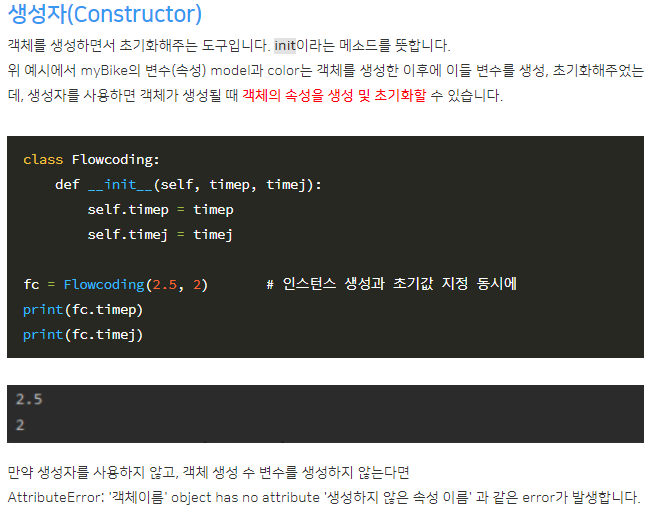 생성자(Constructor)
객체를 생성하면서 초기화해주는 도구입니다. init이라는 메소드를 뜻합니다.
위 예시에서 myBike의 변수(속성) model과 color는 객체를 생성한 이후에 이들 변수를 생성, 초기화해주었는
데, 생성자를 사용하면 객체가 생성될 때 객체의 속성을 생성 및 초기화할 수 있습니다.
class Flowcoding:
    def __init__(self, timep, timej):
        self.timep = timep
        self.timej = timej
fc = Flowcoding(2.5, 2)       # 인스턴스 생성과 초기값 지정 동시에
print(fc.timep)
print(fc.timej)
2.5
2
만약 생성자를 사용하지 않고, 객체 생성 수 변수를 생성하지 않는다면
AttributeError: '객체이름' object has no attribute '생성하지 않은 속성 이름' 과 같은 error가 발생합니다.